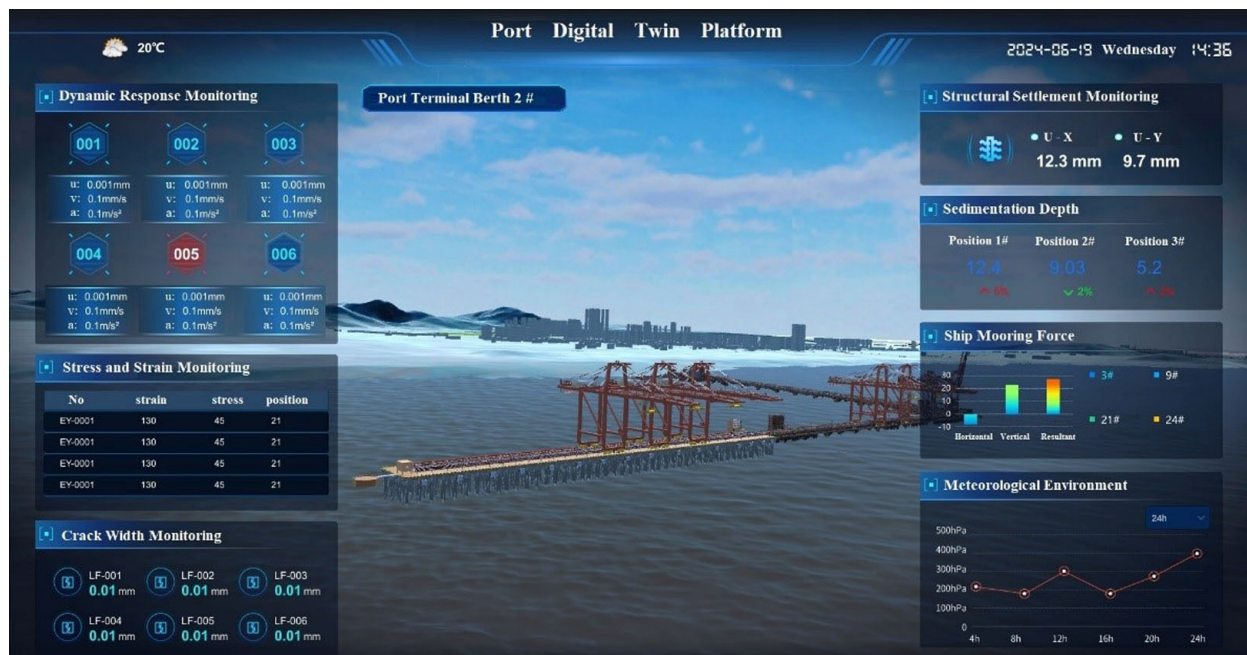 Port Digital Twin Platform
20℃
2024-06-19 Wednesday 14:36
Dynamic Response Monitoring
001 002 003
u: 0.001mm u: 0.001mm u: 0.001mm
v: 0.1mm/s v: 0.1mm/s v: 0.1mm/s
a: 0.1m/s² a: 0.1m/s² a: 0.1m/s²
004 005 006
u: 0.001mm u: 0.001mm u: 0.001mm
v: 0.1mm/s v: 0.1mm/s v: 0.1mm/s
a: 0.1m/s² a: 0.1m/s² a: 0.1m/s²
Stress and Strain Monitoring
No strain stress position
EY-0001 130 45 21
EY-0001 130 45 21
EY-0001 130 45 21
EY-0001 130 45 21
Crack Width Monitoring
LF-001 LF-002 LF-003
0.01 mm 0.01 mm 0.01 mm
LF-004 LF-005 LF-006
0.01 mm 0.01 mm 0.01 mm
Port Terminal Berth 2 #
Structural Settlement Monitoring
U - X U - Y
12.3 mm 9.7 mm
Sedimentation Depth
Position 1# Position 2# Position 3#
12.4 9.03 5.2
2%
Ship Mooring Force
30
20
10
0
-10
Horizontal Vertical Resultant
3# 9#
21# 24#
Meteorological Environment
24h
500hPa
400hPa
300hPa
200hPa
100hPa
0
4h 8h 12h 16h 20h 24h